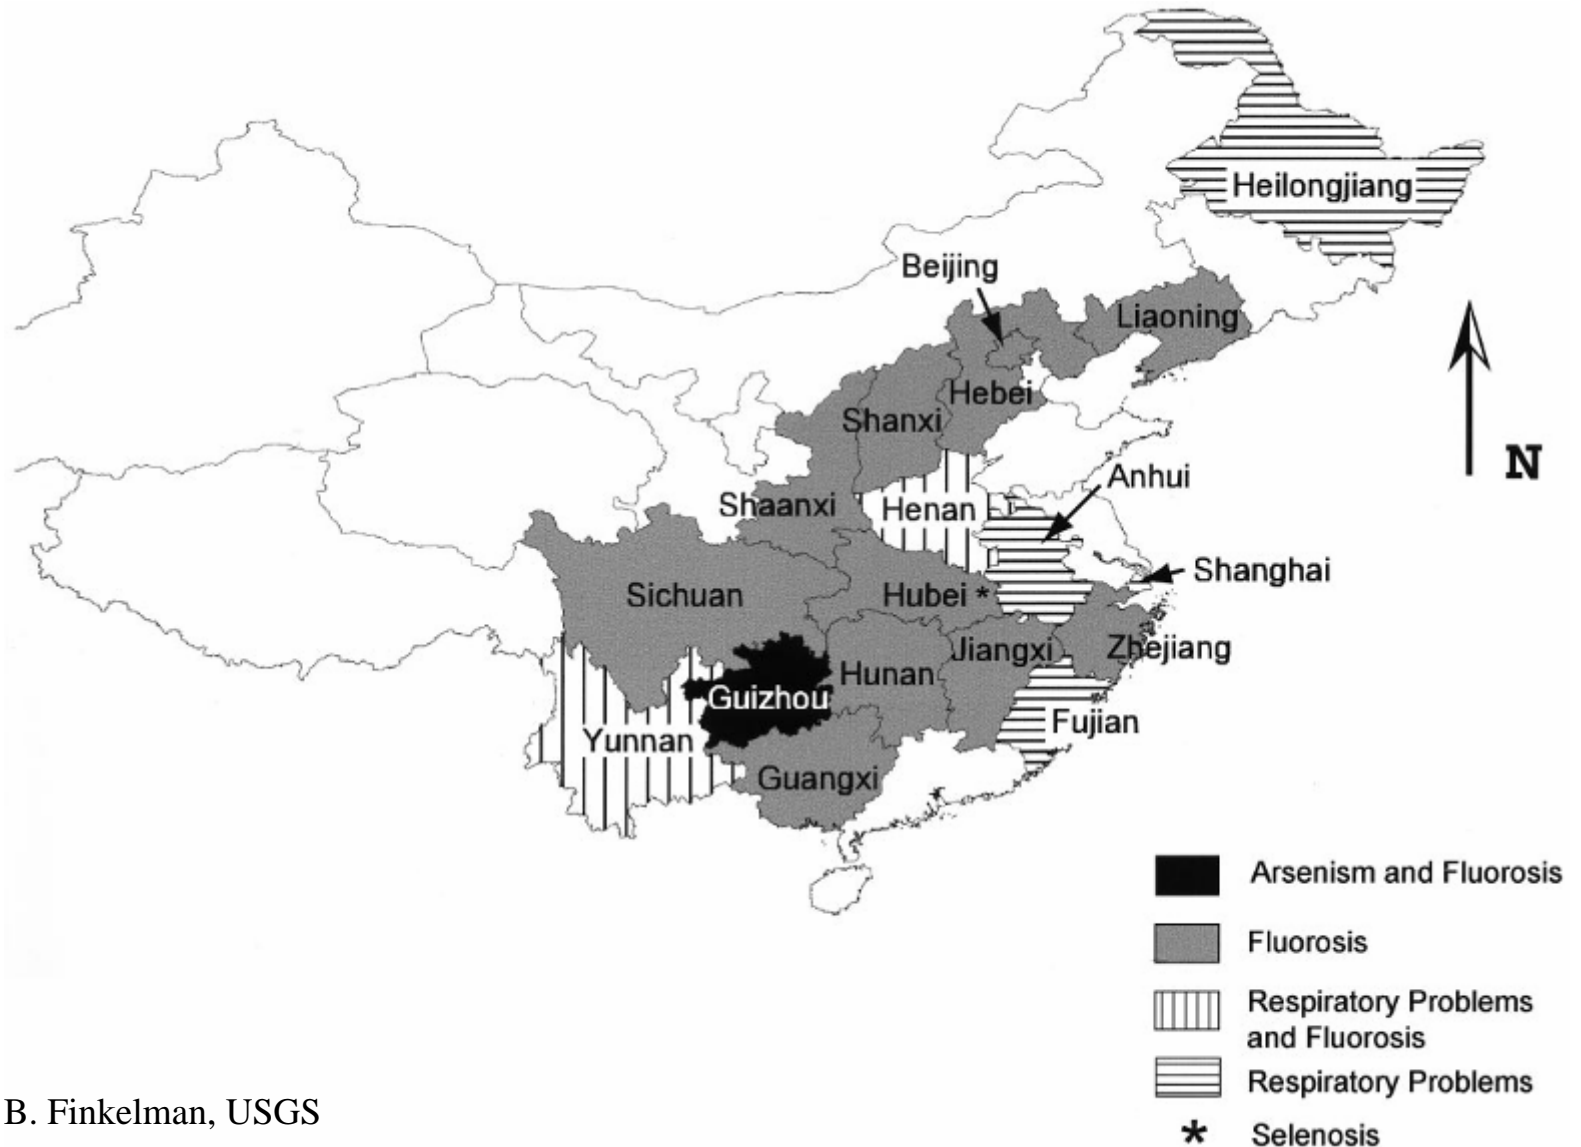 Heilongjiang
Beijing
Liaoning
Hebei
Shanxi
Anhui
Shaanxi
Henan
Shanghai
Sichuan
Hubei *
Zhejiang
Jiangxi
Hunan
Guizhou
Fujian
Yunnan
Guangxi
N
Arsenism and Fluorosis
Fluorosis
Respiratory Problems
and Fluorosis
Respiratory Problems
* Selenosis
B. Finkelman, USGS